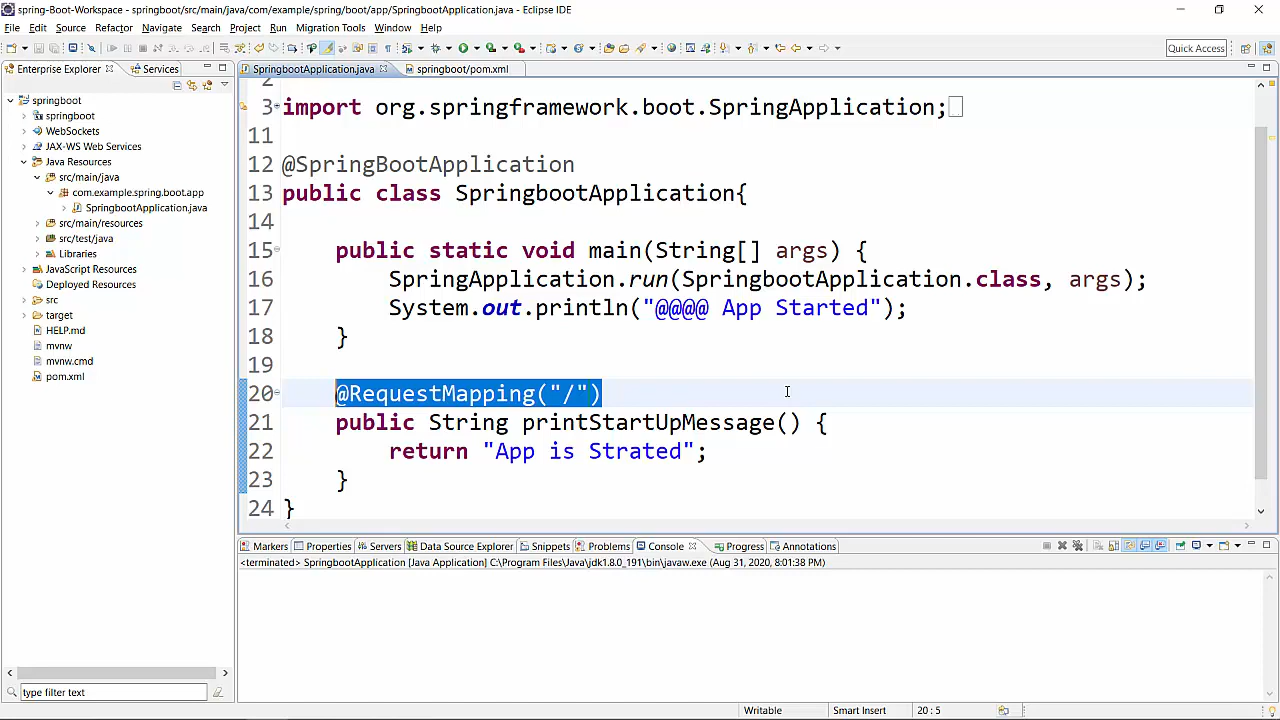 spring-Boot-Workspace - springboot/src/main/java/com/example/spring/boot/app/SpringbootApplication.java - Eclipse IDE
File Edit Source Refactor Navigate Search Project Run Migration Tools Window Help
Quick Access
Enterprise Explorer Services
springboot
springboot
WebSockets
JAX-WS Web Services
Java Resources
src/main/java
com.example.spring.boot.app
SpringbootApplication.java
src/main/resources
src/test/java
Libraries
JavaScript Resources
Deployed Resources
src
target
HELP.md
mvnw
mvnw.cmd
pom.xml
type filter text
SpringbootApplication.java springboot/pom.xml
2
3 import org.springframework.boot.SpringApplication;
11
12 @SpringBootApplication
13 public class SpringbootApplication{
14
15 public static void main(String[] args) {
16 SpringApplication.run(SpringbootApplication.class, args);
17 System.out.println("@@@@ App Started");
18 }
19
20 @RequestMapping("/")
21 public String printStartUpMessage() {
22 return "App is Strated";
23 }
24 }
Markers Properties Servers Data Source Explorer Snippets Problems Console Progress Annotations
<terminated> SpringbootApplication [Java Application] C:\Program Files\Java\jdk1.8.0_191\bin\javaw.exe (Aug 31, 2020, 8:01:38 PM)
Writable Smart Insert 20 : 5